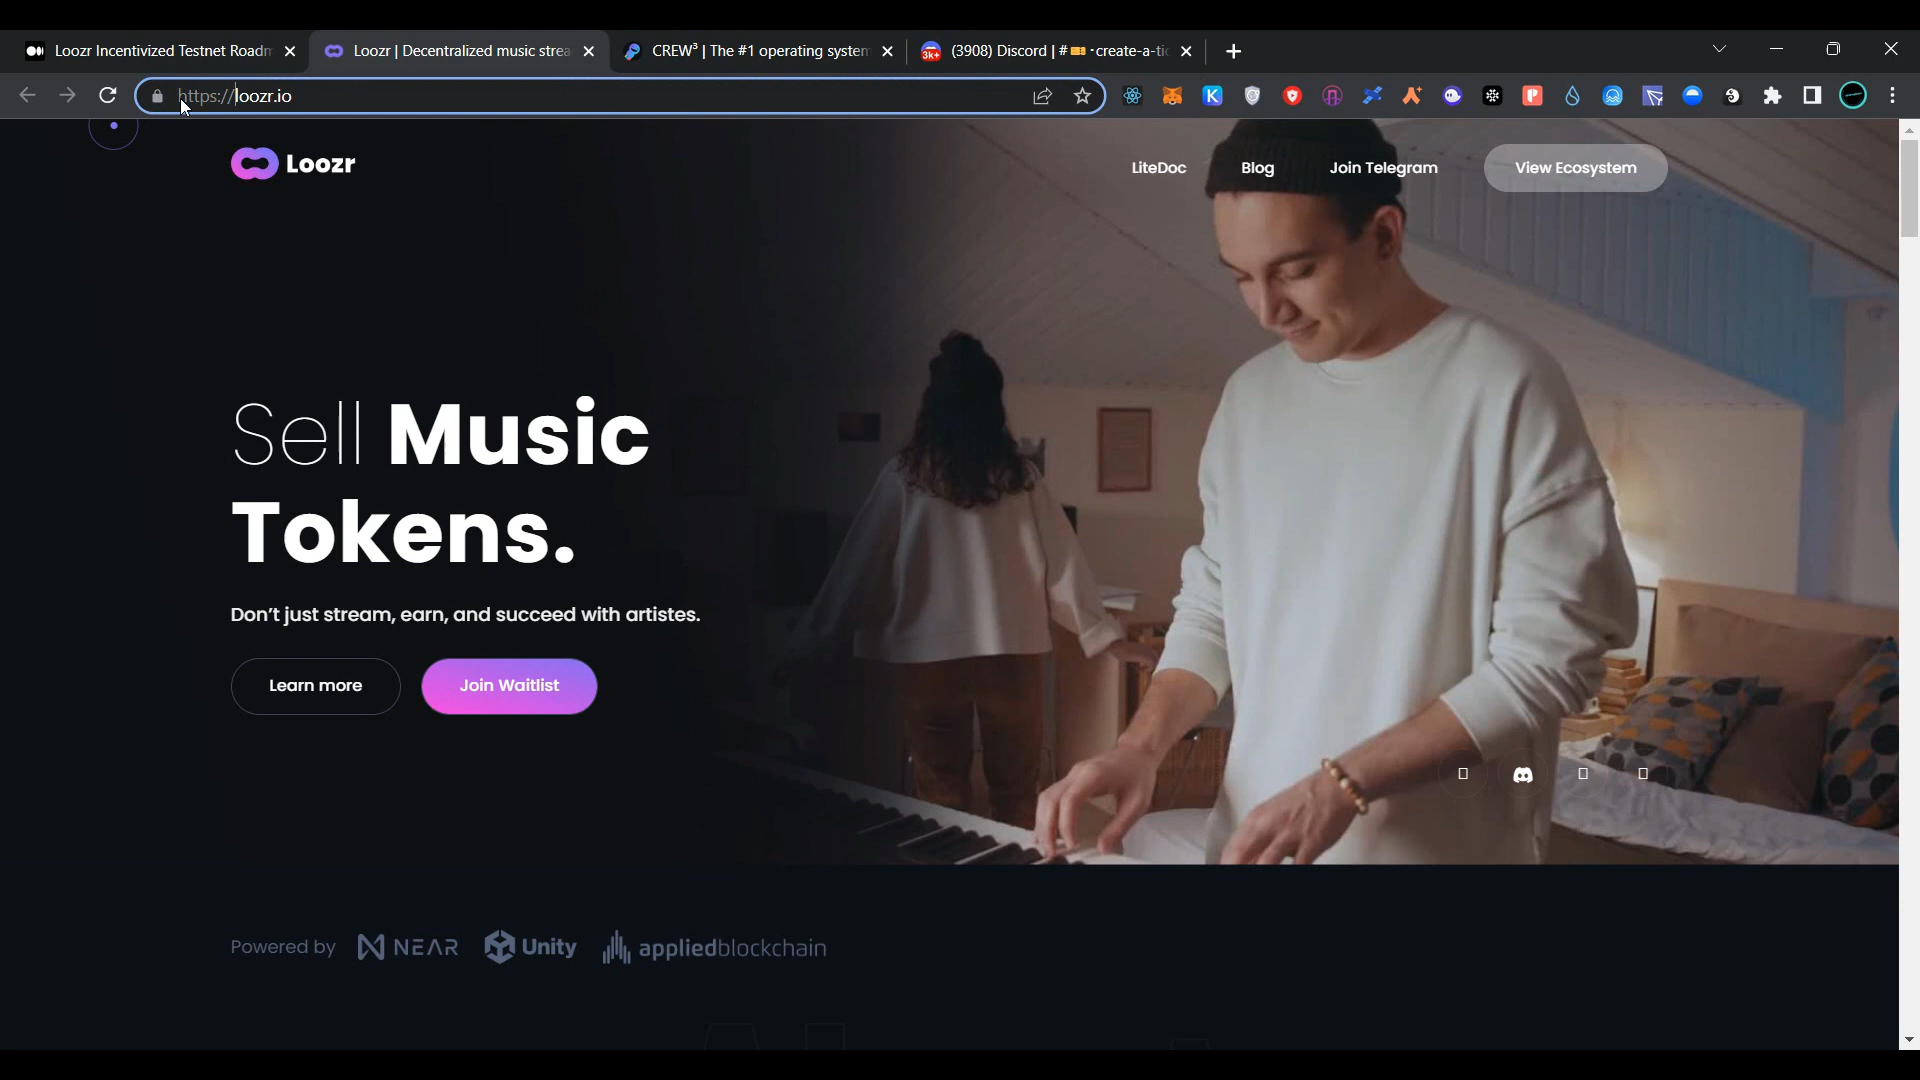 Loozr Incentivized Testnet Roadm
Loozr | Decentralized music strea
CREW³ | The #1 operating system
(3908) Discord | # 🎫・create-a-tic
3k+
https://loozr.io
Loozr
LiteDoc
Blog
Join Telegram
View Ecosystem
Sell Music
Tokens.
Don’t just stream, earn, and succeed with artistes.
Learn more
Join Waitlist
Powered by
NEAR
Unity
appliedblockchain